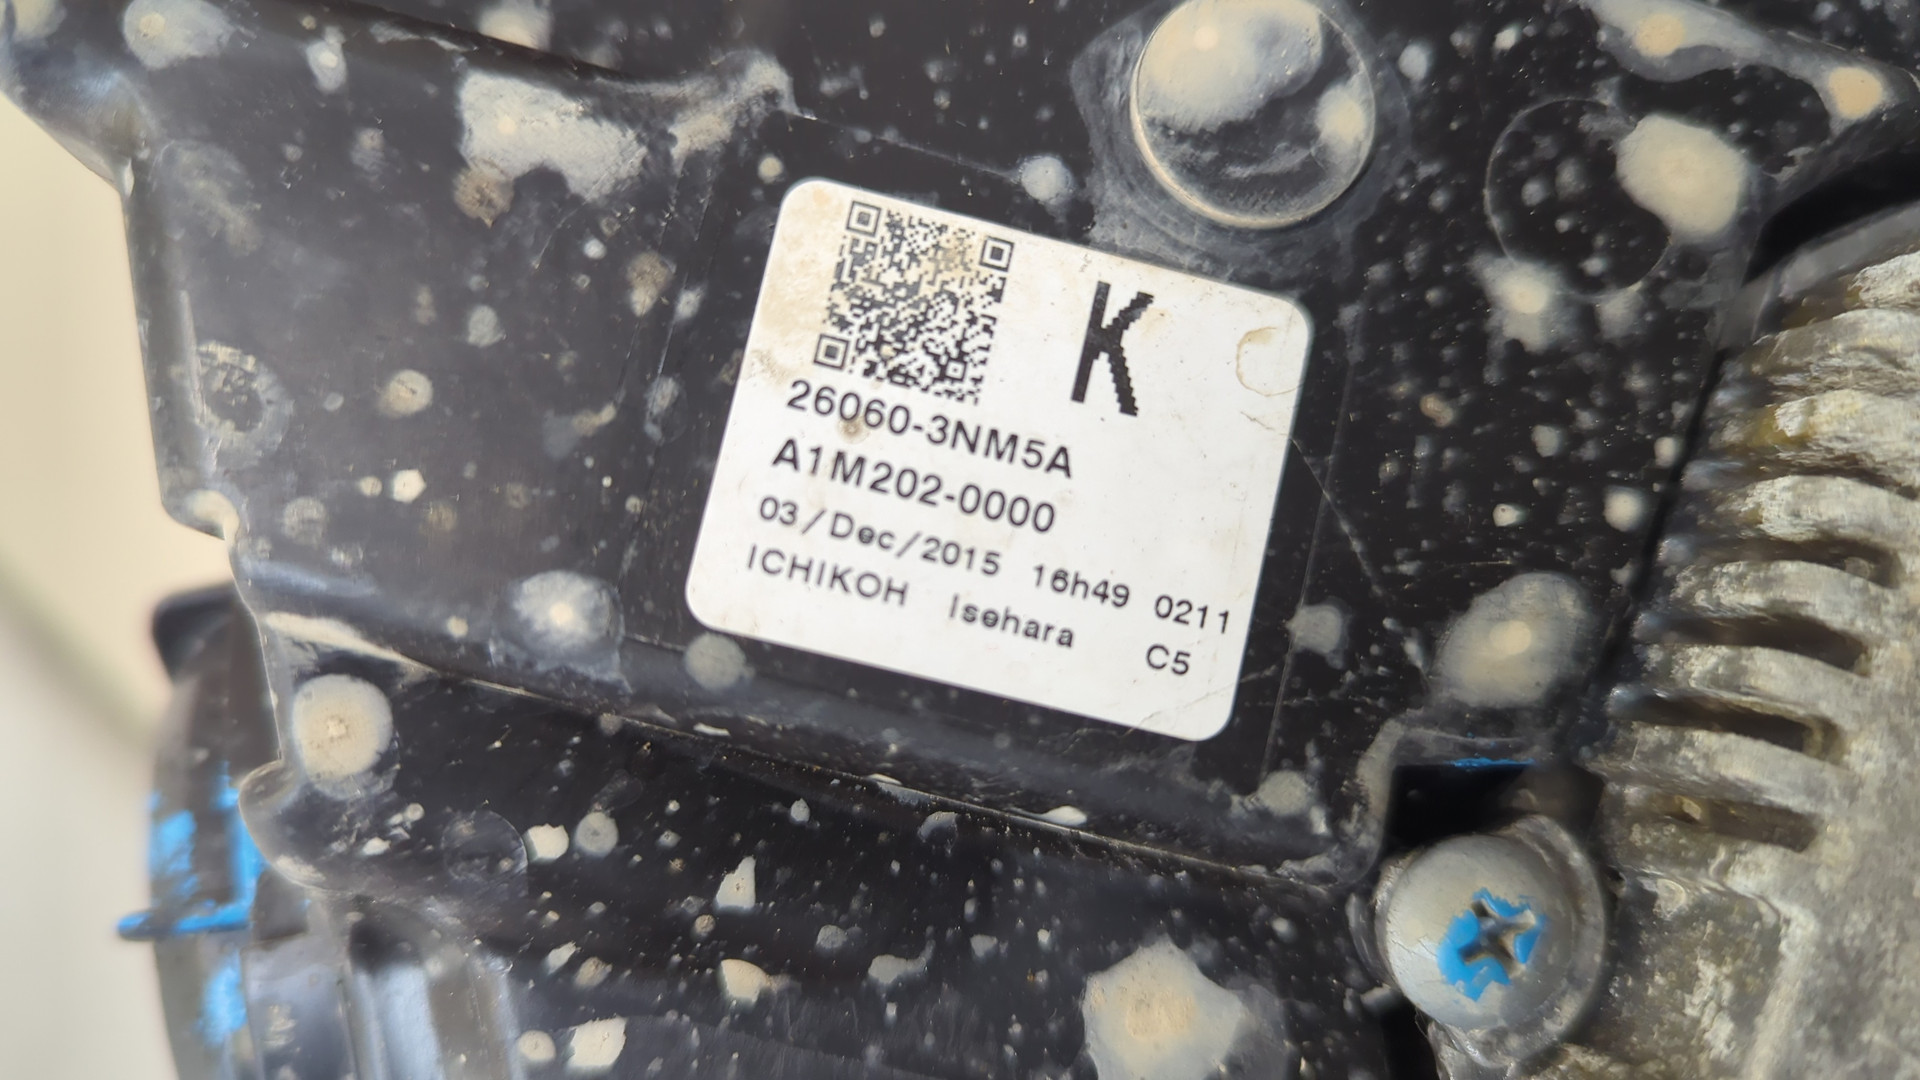 K
26060-3NM5A
A1M202-0000
03/Dec/2015 16h49 0211
ICHIKOH Isehara C5